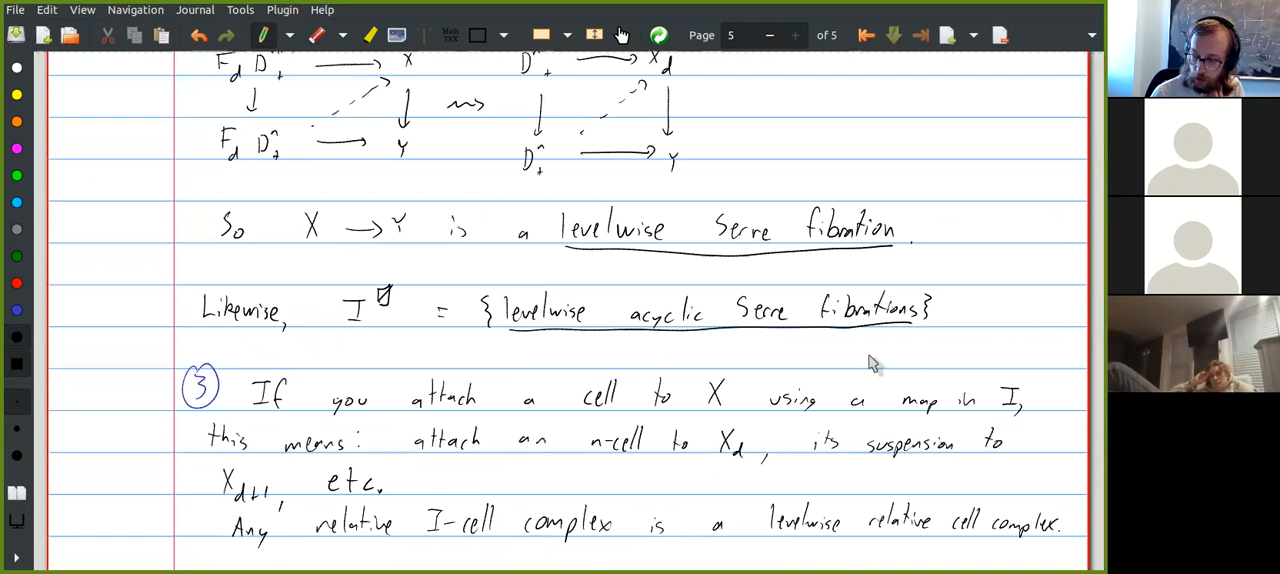 File Edit View Navigation Journal Tools Plugin Help
Math TEX Page 5 of 5
F_d D^n_+ → X D^n_+ → X_d
F_d D^n_+ → Y D^n_+ → Y
So X → Y is a levelwise Serre fibration.
Likewise, I^⧄ = {levelwise acyclic Serre fibrations}
③ If you attach a cell to X using a map in I,
this means: attach an n-cell to X_d, its suspension to
X_{d+1}, etc.
Any relative I-cell complex is a levelwise relative cell complex.